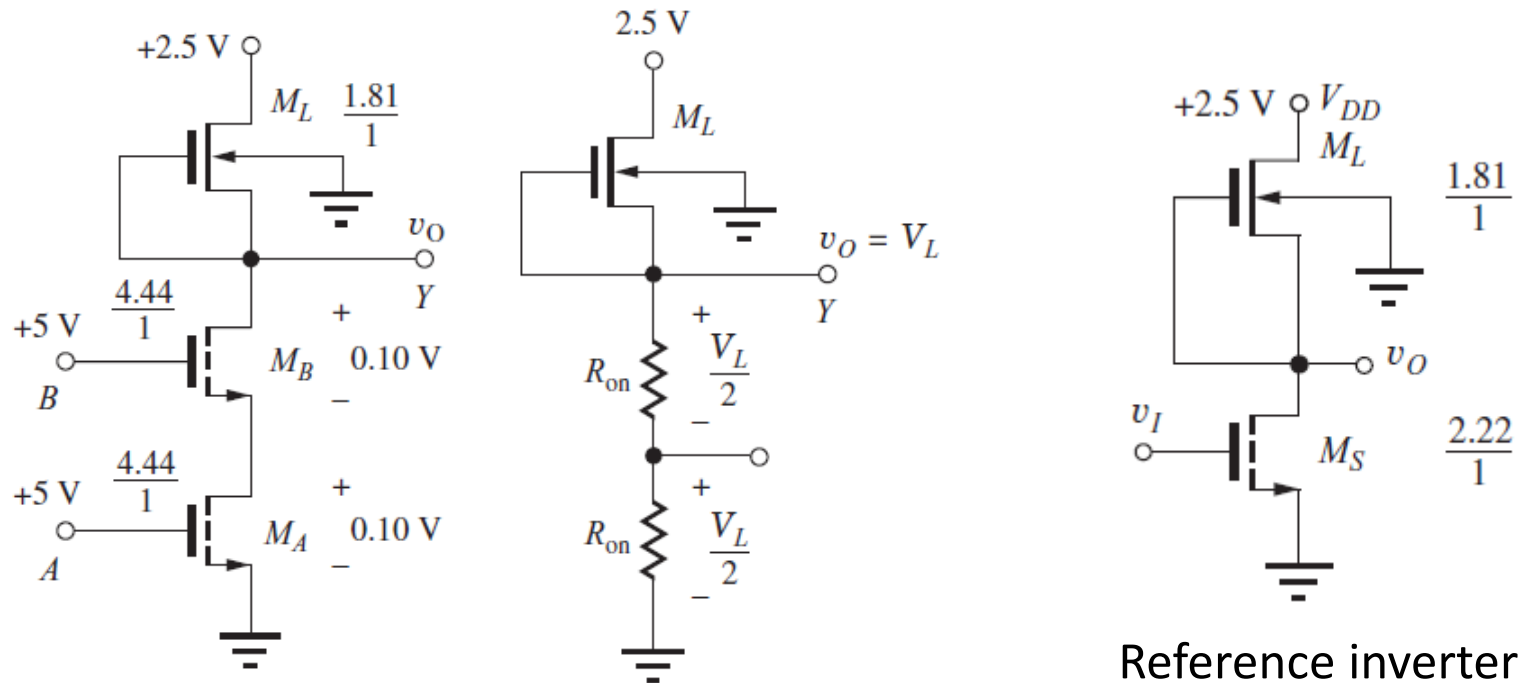 +2.5 V
M_L 1.81/1
v_O
Y
4.44/1
+5 V
B
M_B
+
0.10 V
–
4.44/1
+5 V
A
M_A
+
0.10 V
–
2.5 V
M_L
v_O = V_L
Y
+
R_on V_L/2
–
+
R_on V_L/2
–
+2.5 V V_DD
M_L 1.81/1
v_O
v_I
M_S 2.22/1
Reference inverter